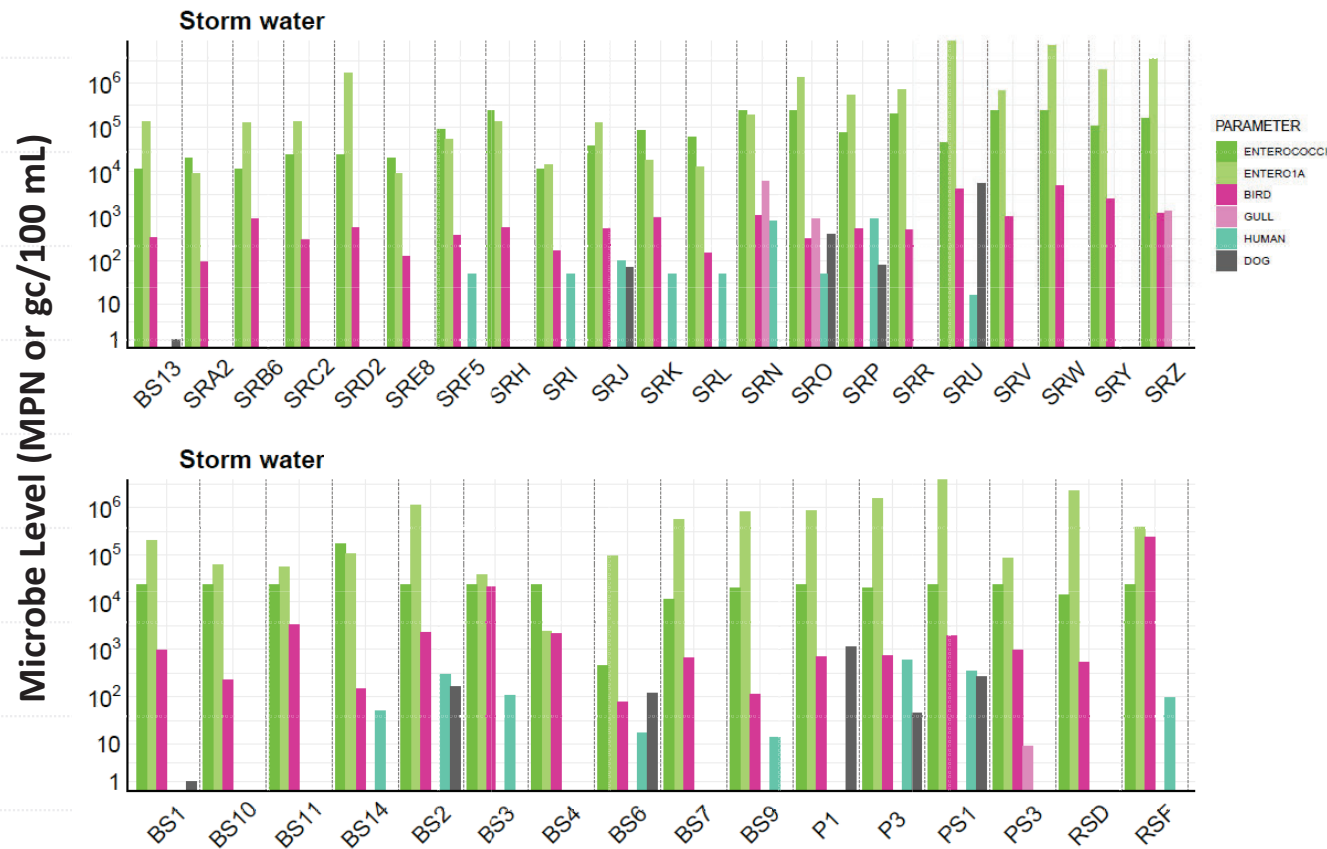 Storm water
Microbe Level (MPN or gc/100 mL)
10⁶
10⁵
10⁴
10³
10²
10
1
BS13
SRA2
SRB6
SRC2
SRD2
SRE8
SRF5
SRH
SRI
SRJ
SRK
SRL
SRN
SRO
SRP
SRR
SRU
SRV
SRW
SRY
SRZ
PARAMETER
ENTEROCOCCI
ENTERO1A
BIRD
GULL
HUMAN
DOG
Storm water
10⁶
10⁵
10⁴
10³
10²
10
1
BS1
BS10
BS11
BS14
BS2
BS3
BS4
BS6
BS7
BS9
P1
P3
PS1
PS3
RSD
RSF